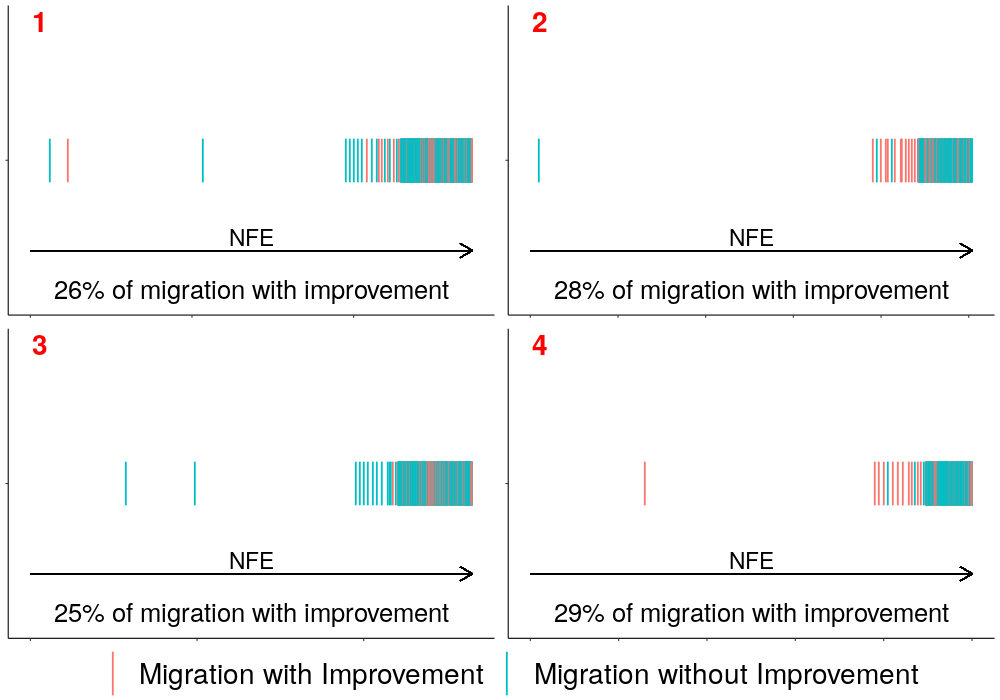 1
NFE
26% of migration with improvement
2
NFE
28% of migration with improvement
3
NFE
25% of migration with improvement
4
NFE
29% of migration with improvement
Migration with Improvement
Migration without Improvement